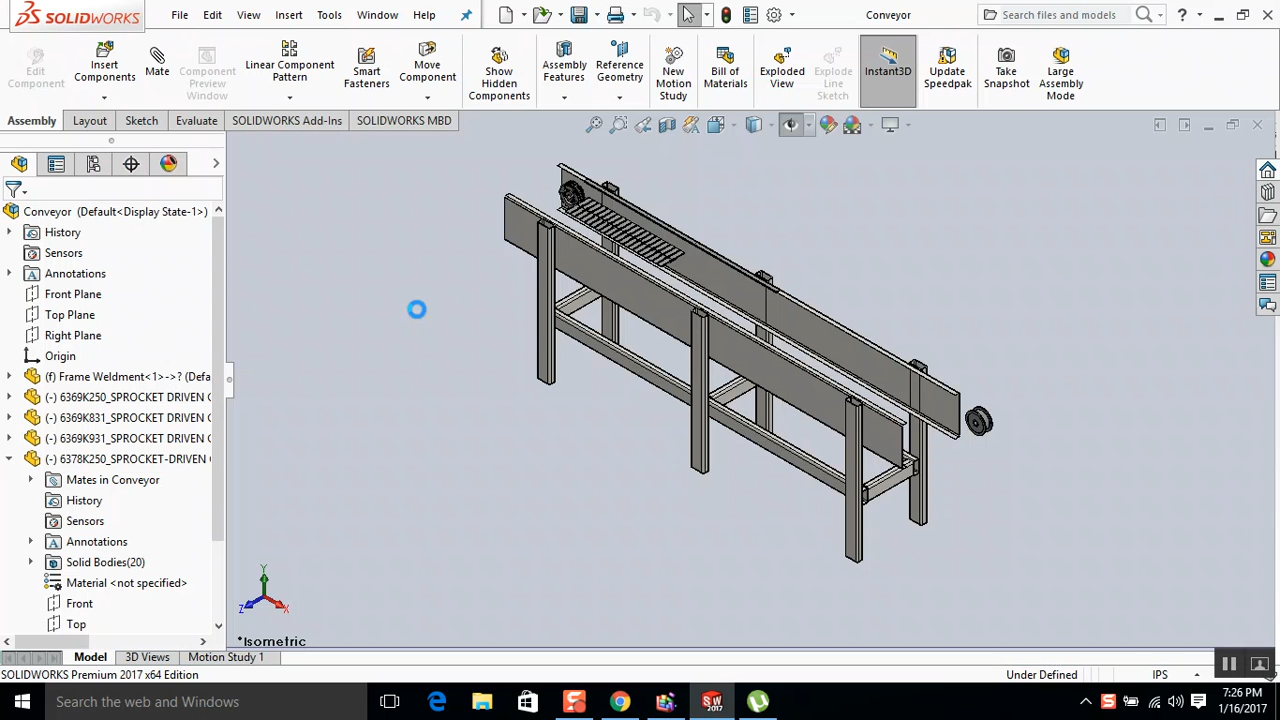 SOLIDWORKS File Edit View Insert Tools Window Help Conveyor Search files and models ?
Edit Component
Insert Components
Mate
Component Preview Window
Linear Component Pattern
Smart Fasteners
Move Component
Show Hidden Components
Assembly Features
Reference Geometry
New Motion Study
Bill of Materials
Exploded View
Explode Line Sketch
Instant3D
Update Speedpak
Take Snapshot
Large Assembly Mode
Assembly Layout Sketch Evaluate SOLIDWORKS Add-Ins SOLIDWORKS MBD
Conveyor (Default<Display State-1>)
History
Sensors
Annotations
Front Plane
Top Plane
Right Plane
Origin
(f) Frame Weldment<1>->? (Defa
(-) 6369K250_SPROCKET DRIVEN C
(-) 6369K831_SPROCKET DRIVEN C
(-) 6369K931_SPROCKET DRIVEN C
(-) 6378K250_SPROCKET-DRIVEN C
Mates in Conveyor
History
Sensors
Annotations
Solid Bodies(20)
Material <not specified>
Front
Top
Y
Z X
*Isometric
Model 3D Views Motion Study 1
SOLIDWORKS Premium 2017 x64 Edition Under Defined IPS
Search the web and Windows
SW 2017
7:26 PM
1/16/2017